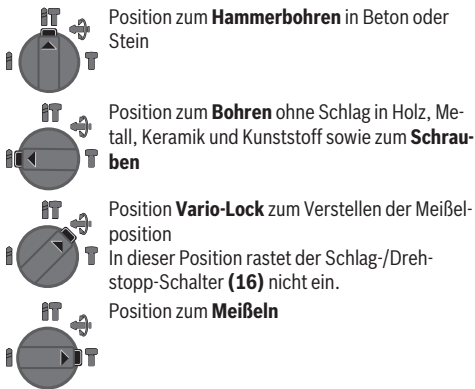 Position zum Hammerbohren in Beton oder
Stein
Position zum Bohren ohne Schlag in Holz, Me-
tall, Keramik und Kunststoff sowie zum Schrau-
ben
Position Vario-Lock zum Verstellen der Meißel-
position
In dieser Position rastet der Schlag-/Dreh-
stopp-Schalter (16) nicht ein.
Position zum Meißeln